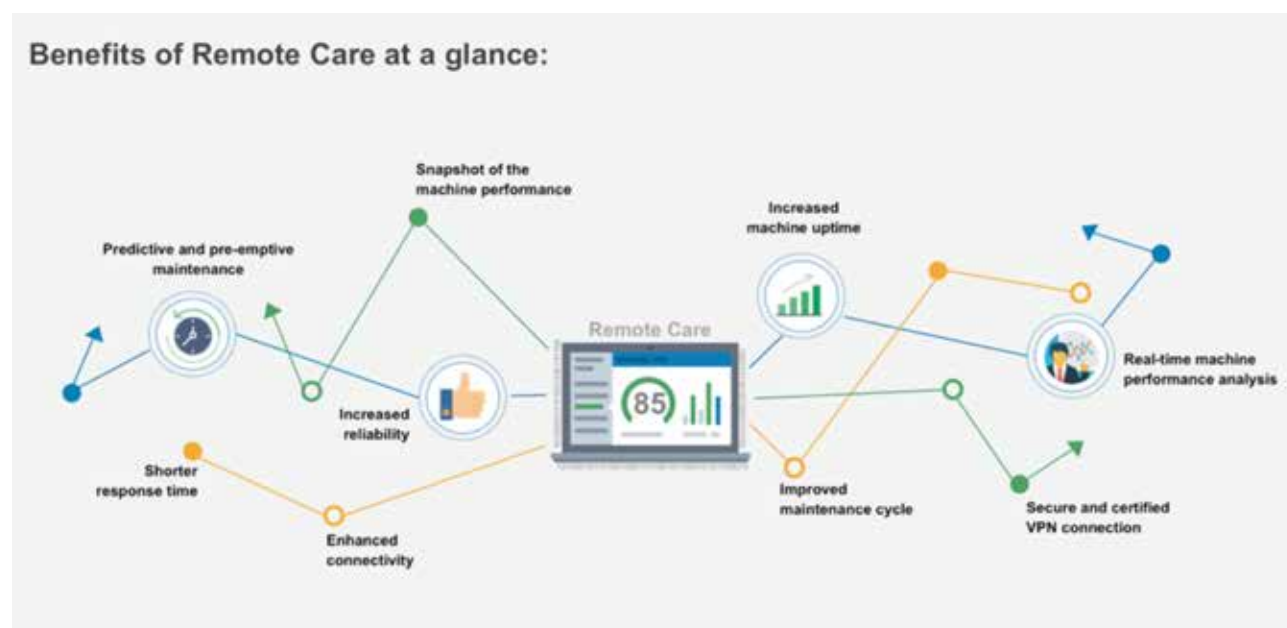 Benefits of Remote Care at a glance:
Snapshot of the
machine performance
Increased
machine uptime
Predictive and pre-emptive
maintenance
Remote Care
85
Real-time machine
performance analysis
Increased
reliability
Shorter
response time
Improved
maintenance cycle
Secure and certified
VPN connection
Enhanced
connectivity